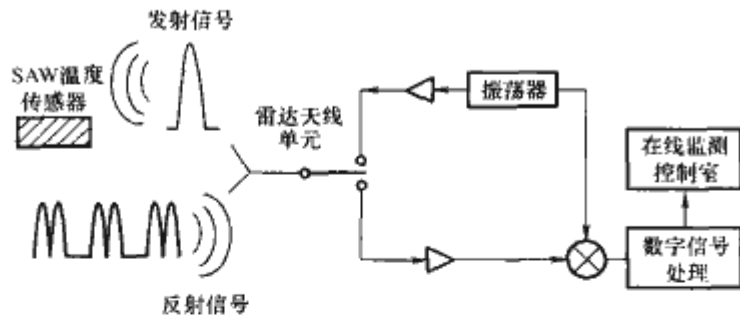 发射信号
SAW温度
传感器
雷达天线
单元
振荡器
在线监测
控制室
数字信号
处理
反射信号